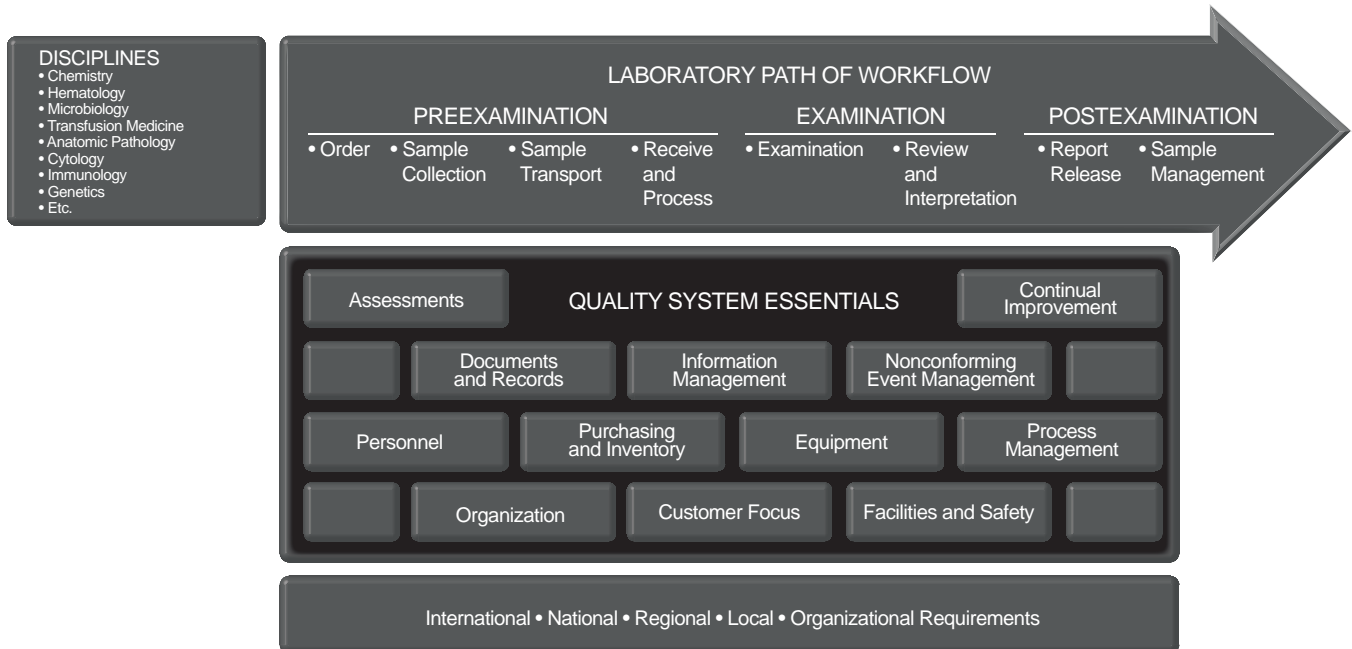 DISCIPLINES
• Chemistry
• Hematology
• Microbiology
• Transfusion Medicine
• Anatomic Pathology
• Cytology
• Immunology
• Genetics
• Etc.
LABORATORY PATH OF WORKFLOW
PREEXAMINATION
• Order
• Sample
Collection
• Sample
Transport
• Receive
and
Process
EXAMINATION
• Examination
• Review
and
Interpretation
POSTEXAMINATION
• Report
Release
• Sample
Management
Assessments
QUALITY SYSTEM ESSENTIALS
Continual
Improvement
Documents
and Records
Information
Management
Nonconforming
Event Management
Personnel
Purchasing
and Inventory
Equipment
Process
Management
Organization
Customer Focus
Facilities and Safety
International • National • Regional • Local • Organizational Requirements